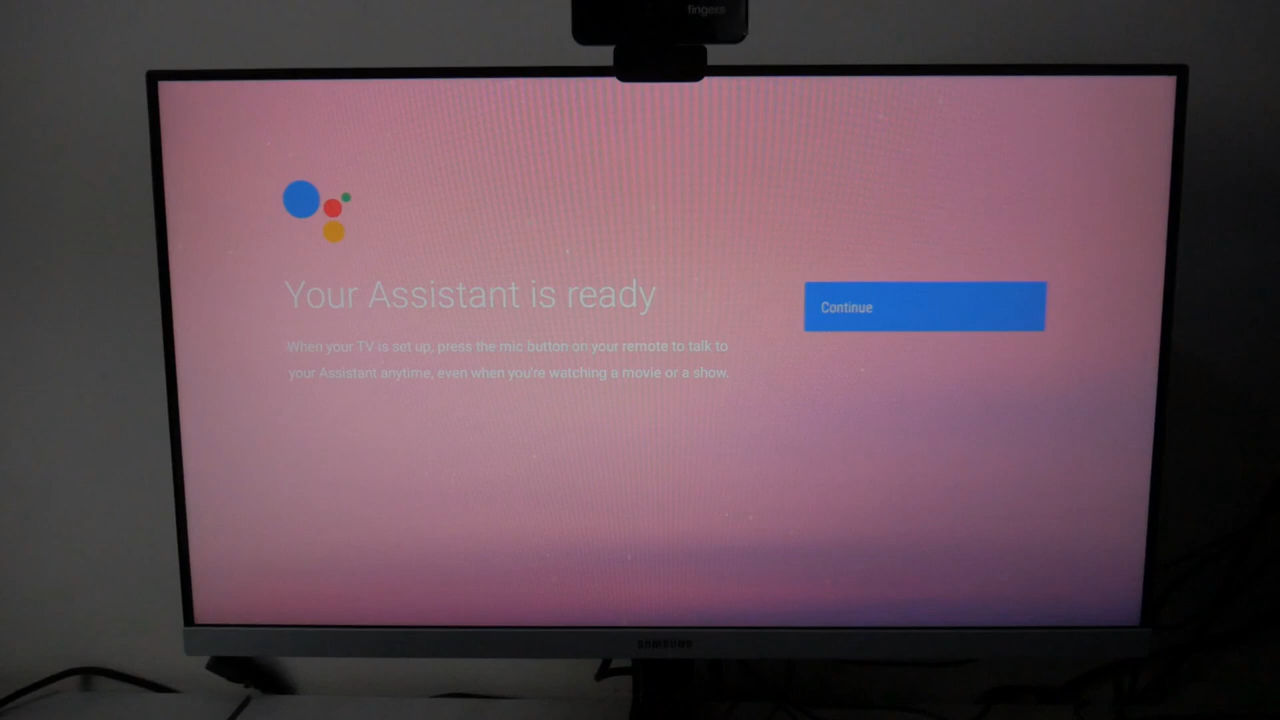 fingers
Your Assistant is ready
When your TV is set up, press the mic button on your remote to talk to
your Assistant anytime, even when you're watching a movie or a show.
Continue
SAMSUNG